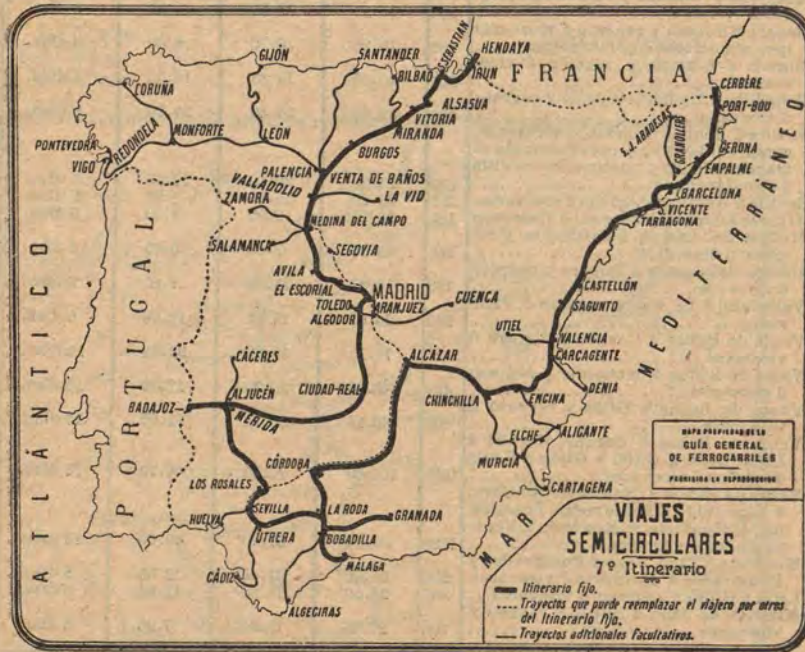 GIJÓN
SANTANDER
S. SEBASTIAN
HENDAYA
IRUN
BILBAO
CORUÑA
FRANCIA
CERBÈRE
PORT-BOU
ALSASUA
VITORIA
MIRANDA
S. J. ABADESA
GRANOLLERS
GERONA
EMPALME
PONTEVEDRA
REDONDELA
VIGO
MONFORTE
LEÓN
BURGOS
PALENCIA
VENTA DE BAÑOS
VALLADOLID
LA VID
ZAMORA
BARCELONA
S. VICENTE
TARRAGONA
MEDINA DEL CAMPO
SALAMANCA
SEGOVIA
AVILA
EL ESCORIAL
MADRID
TOLEDO
ARANJUEZ
ALGODOR
CUENCA
CASTELLÓN
SAGUNTO
UTIEL
VALENCIA
CARCAGENTE
MAR MEDITERRÁNEO
ATLÁNTICO
PORTUGAL
CÁCERES
ALCÁZAR
ALJUCÉN
CIUDAD-REAL
CHINCHILLA
ENCINA
DENIA
BADAJOZ
MÉRIDA
ELCHE
ALICANTE
MURCIA
CARTAGENA
CÓRDOBA
LOS ROSALES
SEVILLA
LA RODA
GRANADA
HUELVA
UTRERA
BOBADILLA
MÁLAGA
CÁDIZ
ALGECIRAS
MAPA PROPIEDAD DE LA
GUÍA GENERAL
DE FERROCARRILES
PROHIBIDA LA REPRODUCCIÓN
VIAJES
SEMICIRCULARES
7º Itinerario
Itinerario fijo.
Trayectos que puede reemplazar el viajero por otros
del Itinerario fijo.
Trayectos adicionales facultativos.